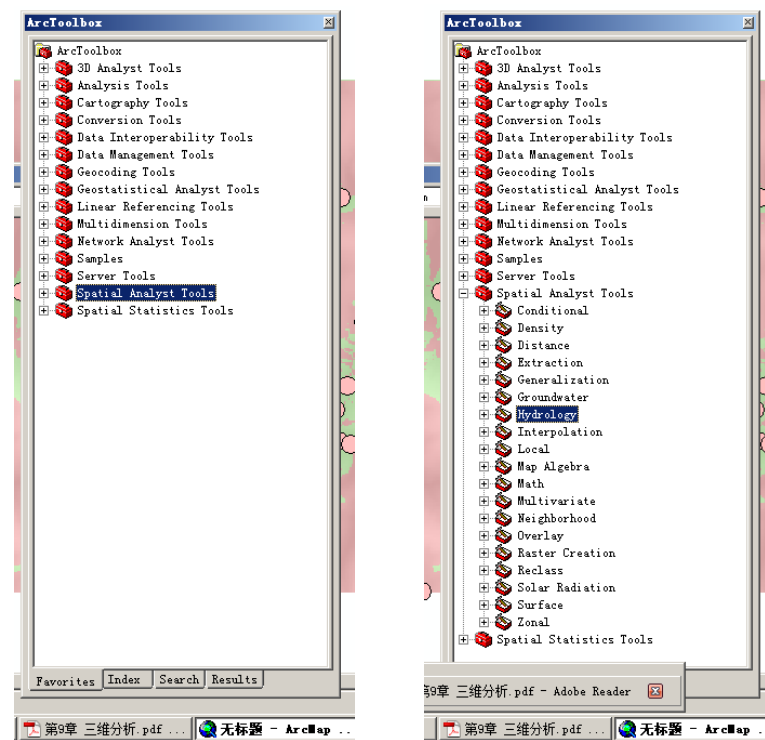 ArcToolbox
ArcToolbox
3D Analyst Tools
Analysis Tools
Cartography Tools
Conversion Tools
Data Interoperability Tools
Data Management Tools
Geocoding Tools
Geostatistical Analyst Tools
Linear Referencing Tools
Multidimension Tools
Network Analyst Tools
Samples
Server Tools
Spatial Analyst Tools
Spatial Statistics Tools
Favorites Index Search Results
第9章 三维分析.pdf ... 无标题 - ArcMap ..
ArcToolbox
ArcToolbox
3D Analyst Tools
Analysis Tools
Cartography Tools
Conversion Tools
Data Interoperability Tools
Data Management Tools
Geocoding Tools
Geostatistical Analyst Tools
Linear Referencing Tools
Multidimension Tools
Network Analyst Tools
Samples
Server Tools
Spatial Analyst Tools
Conditional
Density
Distance
Extraction
Generalization
Groundwater
Hydrology
Interpolation
Local
Map Algebra
Math
Multivariate
Neighborhood
Overlay
Raster Creation
Reclass
Solar Radiation
Surface
Zonal
Spatial Statistics Tools
第9章 三维分析.pdf - Adobe Reader
第9章 三维分析.pdf ... 无标题 - ArcMap ..